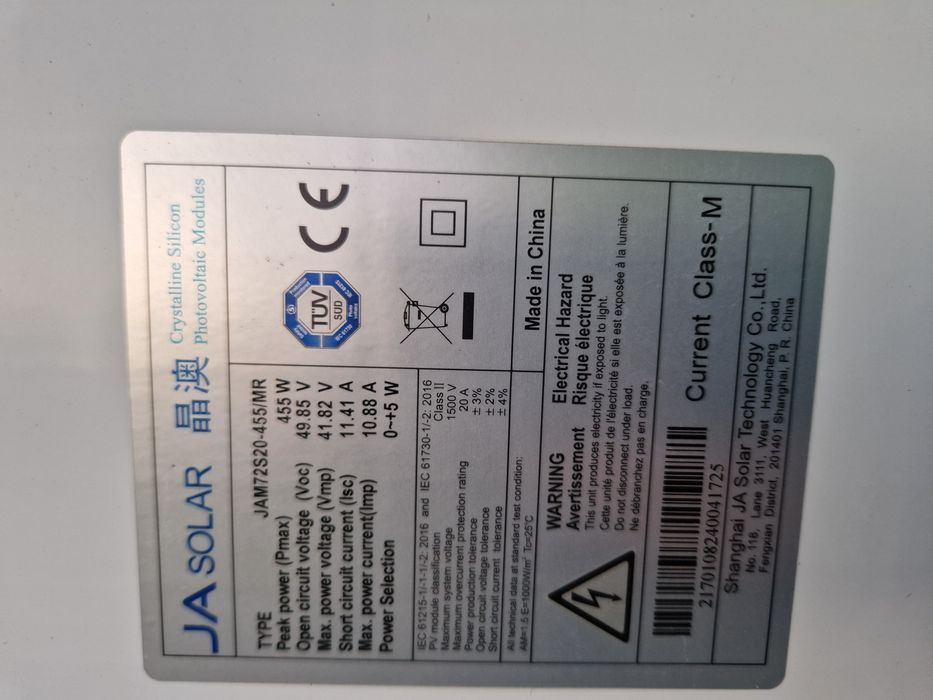 JA SOLAR 晶澳 Crystalline Silicon
Photovoltaic Modules
TYPE JAM72S20-455/MR
Peak power (Pmax) 455 W
Open circuit voltage (Voc) 49.85 V
Max. power voltage (Vmp) 41.82 V
Short circuit current (Isc) 11.41 A
Max. power current(Imp) 10.88 A
Power Selection 0~+5 W
TÜV
SÜD
CE
IEC 61215-1/-1-1/-2: 2016 and IEC 61730-1/-2: 2016
PV module classification Class II
Maximum system voltage 1500 V
Maximum overcurrent protection rating 20 A
Power production tolerance ± 3%
Open circuit voltage tolerance ± 2%
Short circuit current tolerance ± 4%
All technical data at standard test condition:
AM=1.5 E=1000W/m² Tc=25°C
Made in China
WARNING Electrical Hazard
Avertissement Risque électrique
This unit produces electricity if exposed to light.
Cette unité produit de l'électricité si elle est exposée à la lumière.
Do not disconnect under load.
Ne débranchez pas en charge.
2170108240041725
Current Class-M
Shanghai JA Solar Technology Co.,Ltd.
No. 118, Lane 3111, West Huancheng Road,
Fengxian District, 201401 Shanghai, P. R. China